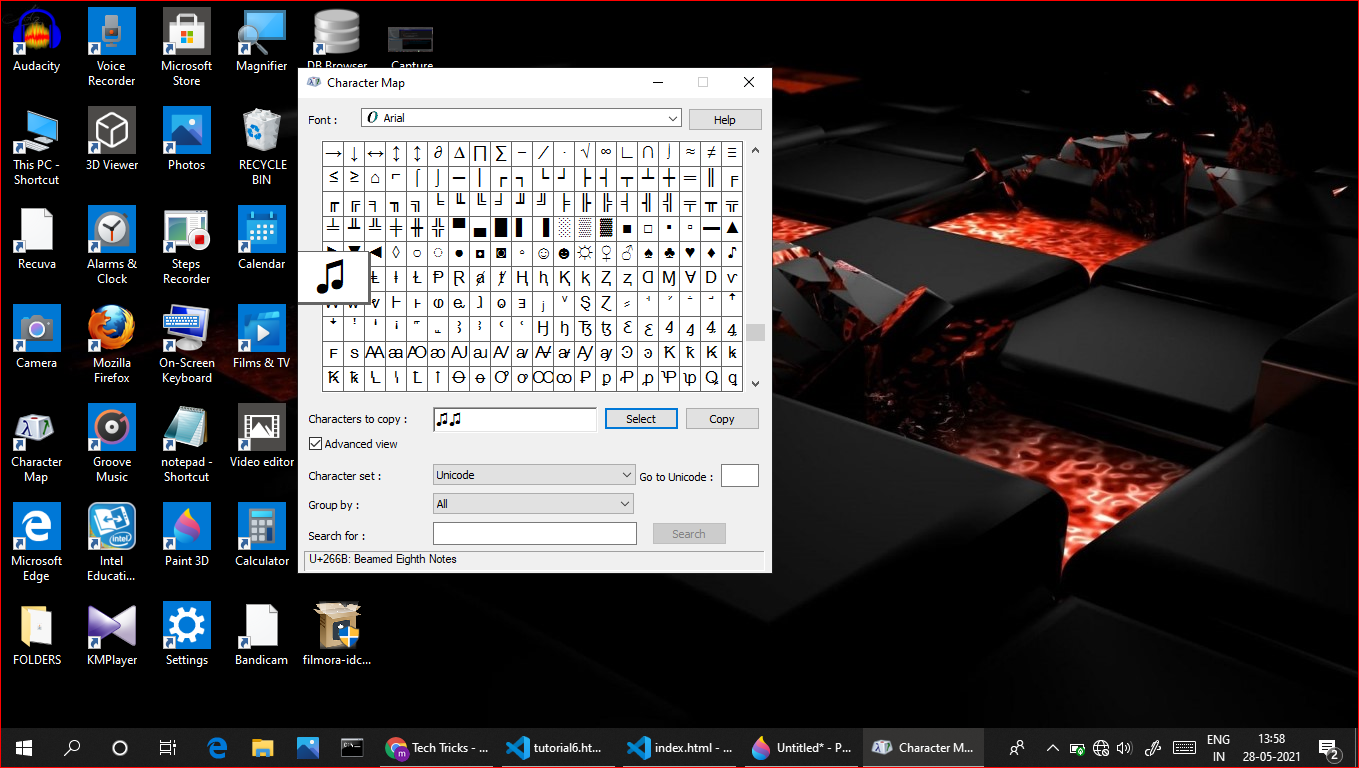 Audacity
Voice
Recorder
Microsoft
Store
Magnifier
DB Browser
Capture
This PC -
Shortcut
3D Viewer
Photos
RECYCLE
BIN
Recuva
Alarms &
Clock
Steps
Recorder
Calendar
Camera
Mozilla
Firefox
On-Screen
Keyboard
Films & TV
Character
Map
Groove
Music
notepad -
Shortcut
Video editor
Microsoft
Edge
Intel
Educati...
Paint 3D
Calculator
FOLDERS
KMPlayer
Settings
Bandicam
filmora-idc...
Character Map
Font :
Arial
Help
→ ↓ ↔ ↕ ↨ ∂ ∆ ∏ ∑ − ∕ ∙ √ ∞ ∟ ∩ ∫ ≈ ≠ ≡
≤ ≥ ⌂ ⌐ ⌠ ⌡ ─ │ ┌ ┐ └ ┘ ├ ┤ ┬ ┴ ┼ ═ ║ ╒
╓ ╔ ╕ ╖ ╗ ╘ ╙ ╚ ╛ ╜ ╝ ╞ ╟ ╠ ╡ ╢ ╣ ╤ ╥ ╦
╧ ╨ ╩ ╪ ╫ ╬ ▀ ▄ █ ▌ ▐ ░ ▒ ▓ ■ □ ▪ ▫ ▬ ▲
◄ ◊ ○ ◌ ● ◘ ◙ ◦ ☺ ☻ ☼ ♀ ♂ ♠ ♣ ♥ ♦ ♪
♫
Characters to copy :
♫♫
Select
Copy
Advanced view
Character set :
Unicode
Go to Unicode :
Group by :
All
Search for :
Search
U+266B: Beamed Eighth Notes
Tech Tricks - ...
tutorial6.ht...
index.html - ...
Untitled* - P...
Character M...
ENG
IN
13:58
28-05-2021
2